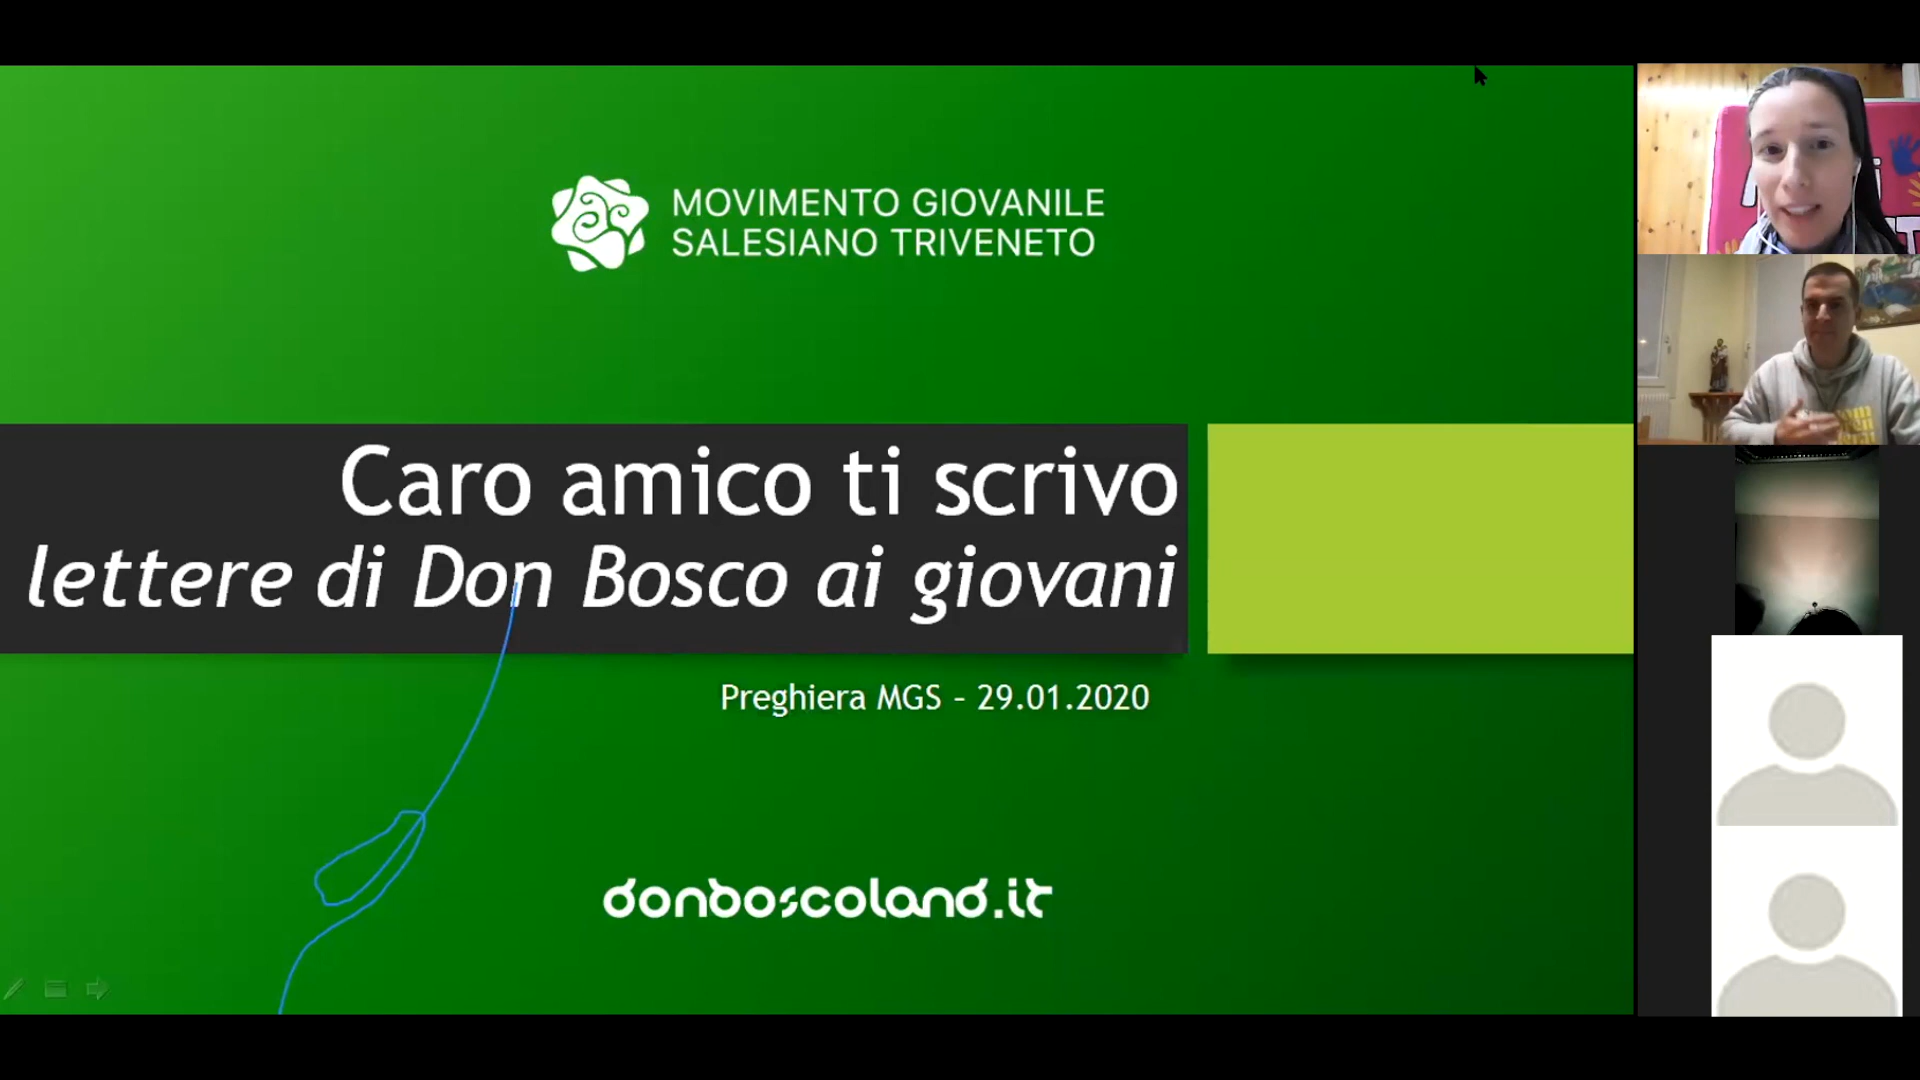 MOVIMENTO GIOVANILE
SALESIANO TRIVENETO
Caro amico ti scrivo
lettere di Don Bosco ai giovani
Preghiera MGS – 29.01.2020
donboscoland.it